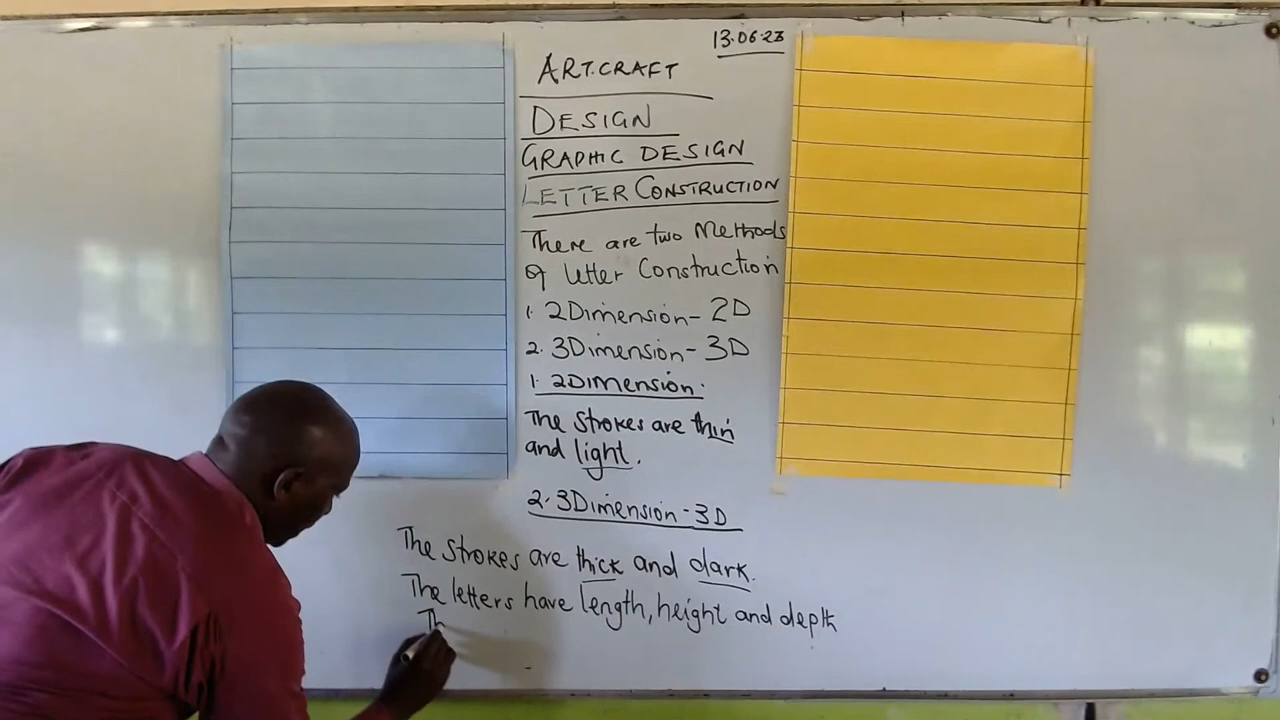 13.06.23
ART.CRAFT
DESIGN
GRAPHIC DESIGN
LETTER CONSTRUCTION
There are two Methods
of letter Construction
1. 2Dimension- 2D
2. 3Dimension- 3D
1. 2Dimension.
The strokes are thin
and light.
2. 3Dimension-3D
The strokes are thick and dark.
The letters have length, height and depth
Th